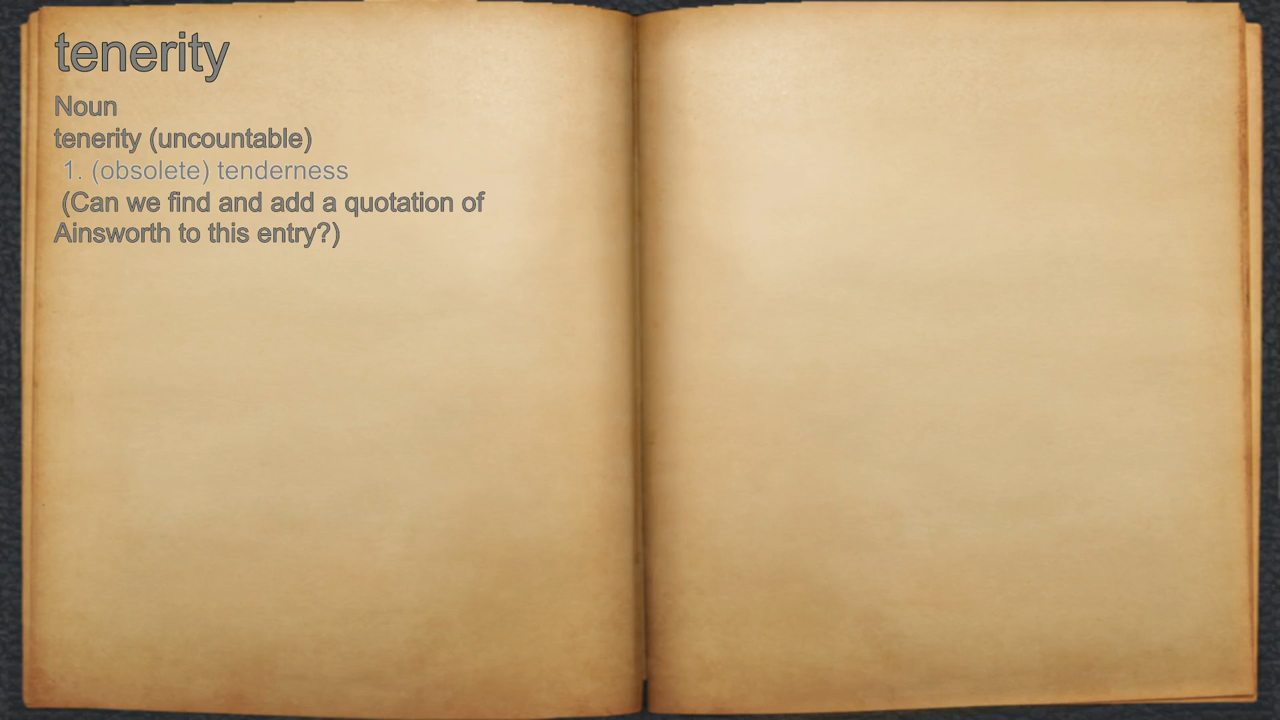 tenerity
Noun
tenerity (uncountable)
1. (obsolete) tenderness
(Can we find and add a quotation of
Ainsworth to this entry?)